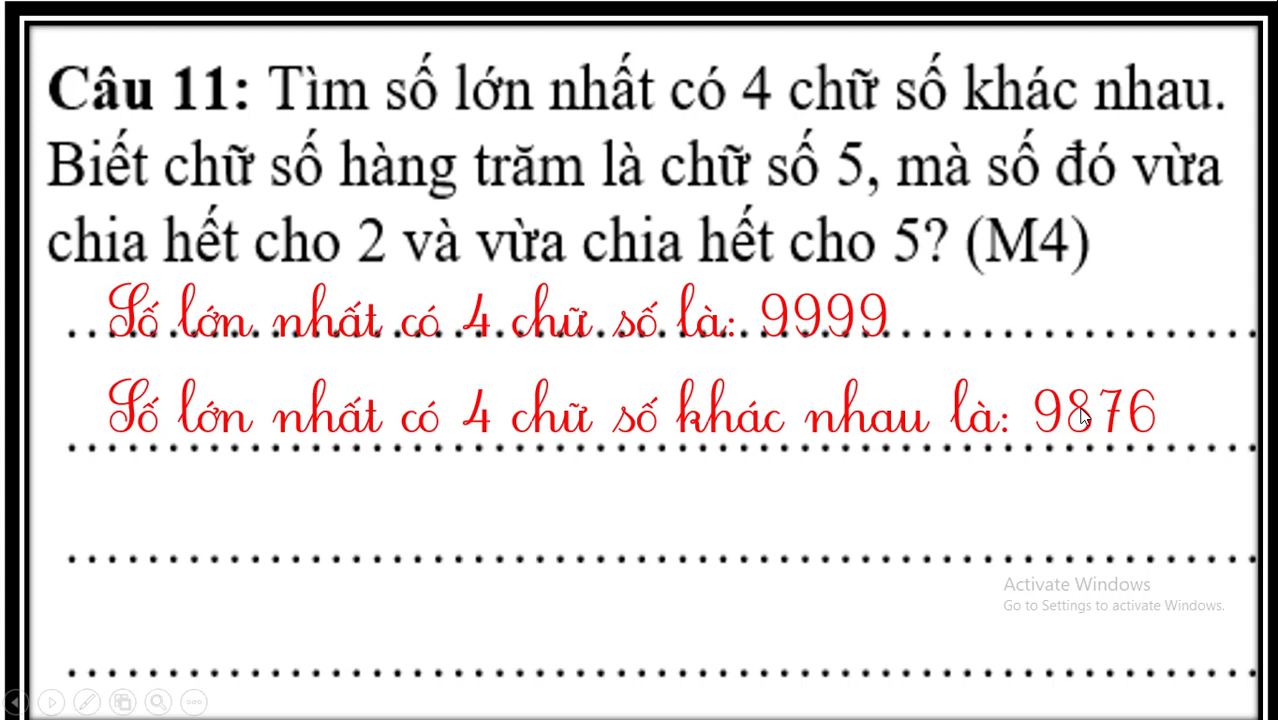 Câu 11: Tìm số lớn nhất có 4 chữ số khác nhau.
Biết chữ số hàng trăm là chữ số 5, mà số đó vừa
chia hết cho 2 và vừa chia hết cho 5? (M4)
Số lớn nhất có 4 chữ số là: 9999
Số lớn nhất có 4 chữ số khác nhau là: 9876
Activate Windows
Go to Settings to activate Windows.